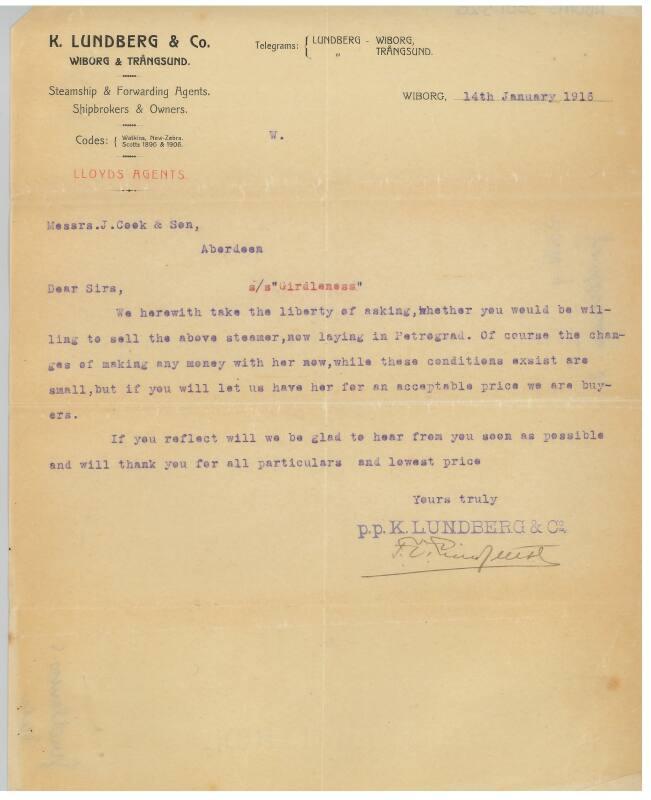 K. LUNDBERG & Co.
WIBORG & TRÅNGSUND.
Steamship & Forwarding Agents.
Shipbrokers & Owners.
Codes: { Watkins, New-Zebra.
Scotts 1896 & 1906.
LLOYDS AGENTS.
Telegrams: { LUNDBERG - WIBORG,
" TRÅNGSUND.
WIBORG, 14th January 1916
W.
Messrs.J.Cook & Son,
Aberdeen
Dear Sirs, s/s"Girdleness"
We herewith take the liberty of asking,whether you would be wil-
ling to sell the above steamer,now laying in Petrograd. Of course the chan-
ges of making any money with her now,while these conditions exsist are
small,but if you will let us have her for an acceptable price we are buy-
ers.
If you reflect will we be glad to hear from you soon as possible
and will thank you for all particulars and lowest price
Yours truly
p.p. K. LUNDBERG & Co.